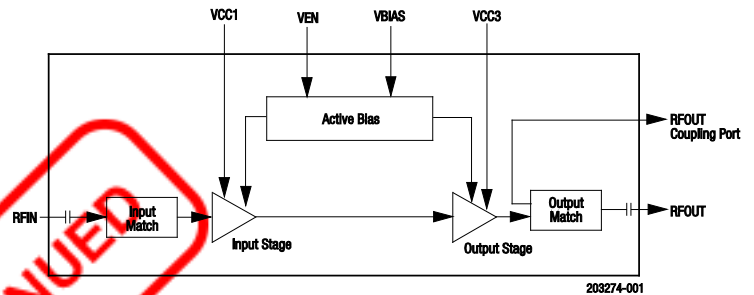 VCC1
VEN
VBIAS
VCC3
Active Bias
RFOUT
Coupling Port
RFIN
Input
Match
Input Stage
Output Stage
Output
Match
RFOUT
203274-001
NUED